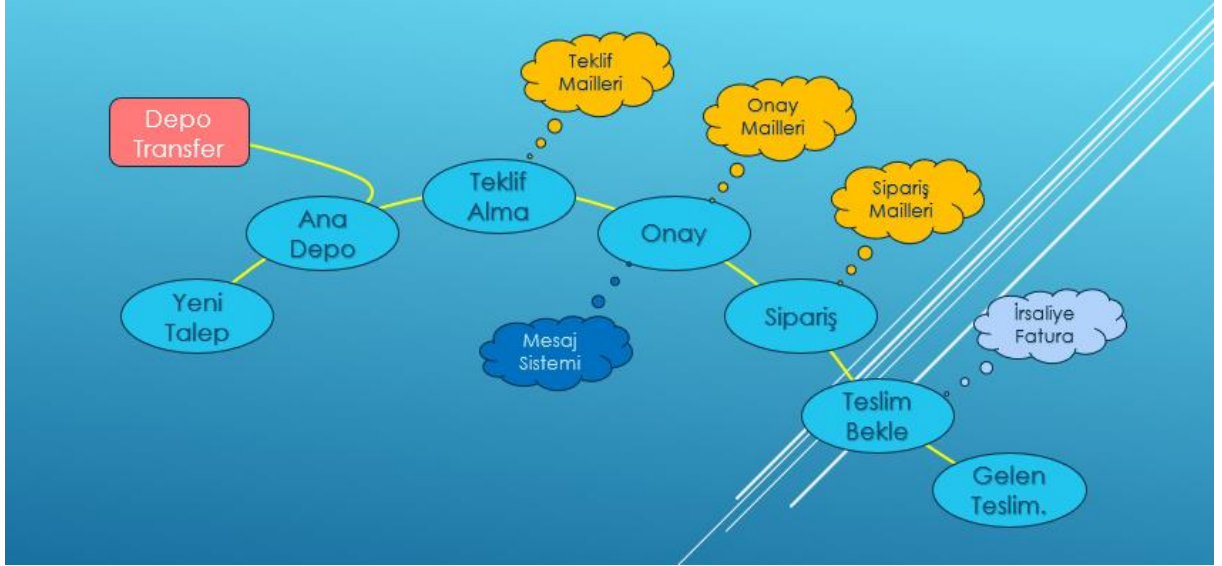 Teklif
Mailleri
Onay
Mailleri
Depo
Transfer
Teklif
Alma
Sipariş
Mailleri
Ana
Depo
Onay
Yeni
Talep
Sipariş
İrsaliye
Fatura
Mesaj
Sistemi
Teslim
Bekle
Gelen
Teslim.